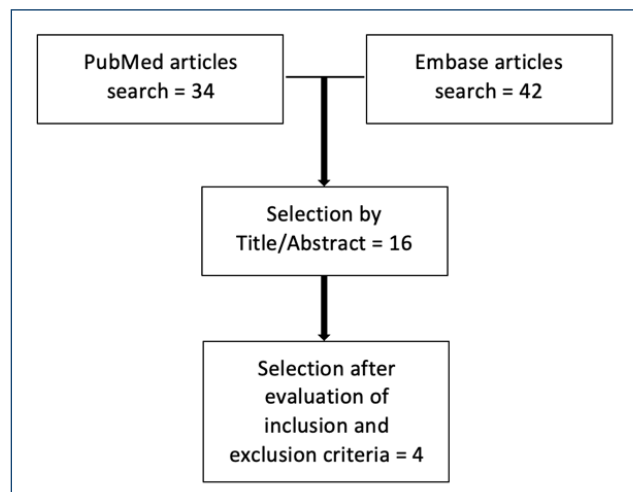 PubMed articles
search = 34
Embase articles
search = 42
Selection by
Title/Abstract = 16
Selection after
evaluation of
inclusion and
exclusion criteria = 4